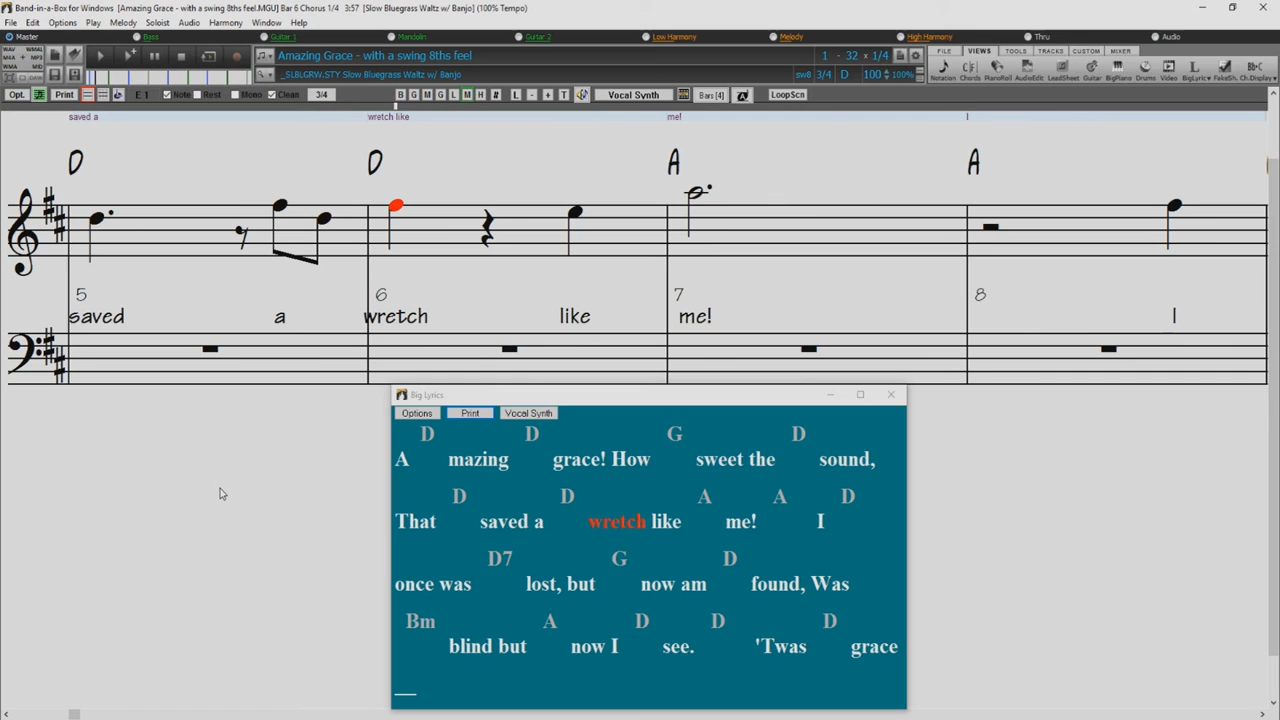 Band-in-a-Box for Windows [Amazing Grace - with a swing 8ths feel.MGU] Bar 6 Chorus 1/4 3:57 [Slow Bluegrass Waltz w/ Banjo] (100% Tempo)
File Edit Options Play Melody Soloist Audio Harmony Window Help
Master Bass Guitar 1 Mandolin Guitar 2 Low Harmony Melody High Harmony Thru Audio
Amazing Grace - with a swing 8ths feel 1 - 32 x 1/4
_SLBLGRW.STY Slow Bluegrass Waltz w/ Banjo sw8 3/4 D 100 100%
FILE VIEWS TOOLS TRACKS CUSTOM MIXER
Notation Chords PianoRoll AudioEdit LeadSheet Guitar BigPiano Drums Video BigLyric FakeSh. Ch.Display
Opt. Print E 1 Note Rest Mono Clean 3/4 B G M G L M H # L - + T Vocal Synth Bars [4] LoopScn
saved a wretch like me! I
D D A A
5 6 7 8
saved a wretch like me! I
Big Lyrics
Options Print Vocal Synth
D D G D
A mazing grace! How sweet the sound,
D D A A D
That saved a wretch like me! I
D7 G D
once was lost, but now am found, Was
Bm A D D D
blind but now I see. 'Twas grace